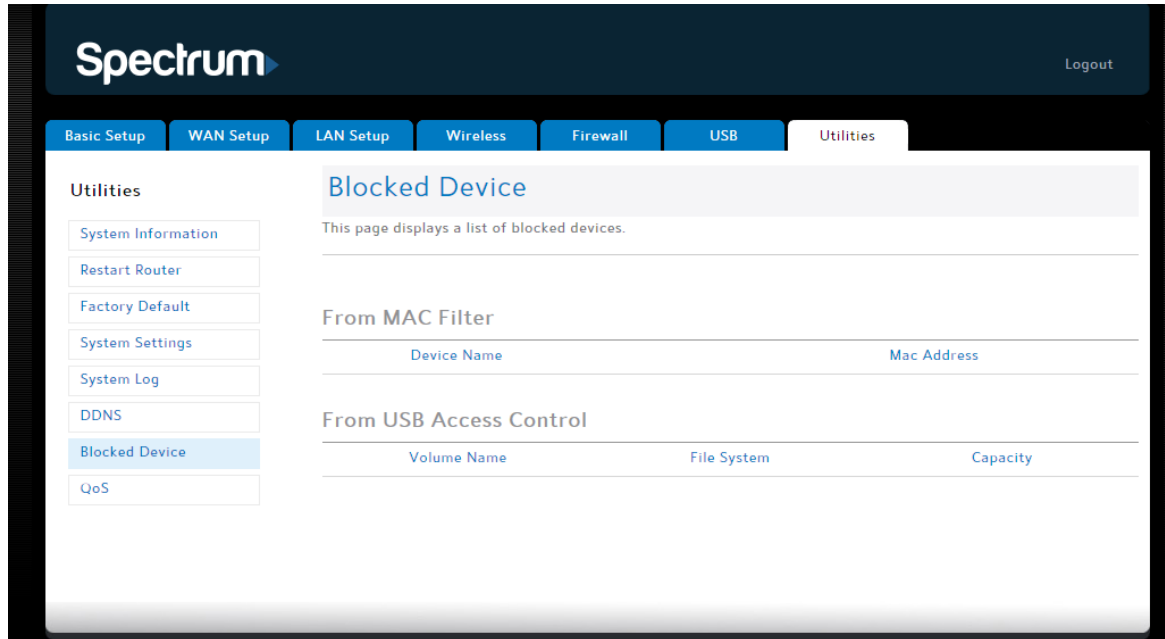 Spectrum
Logout
Basic Setup WAN Setup LAN Setup Wireless Firewall USB Utilities
Utilities
System Information
Restart Router
Factory Default
System Settings
System Log
DDNS
Blocked Device
QoS
Blocked Device
This page displays a list of blocked devices.
From MAC Filter
Device Name Mac Address
From USB Access Control
Volume Name File System Capacity